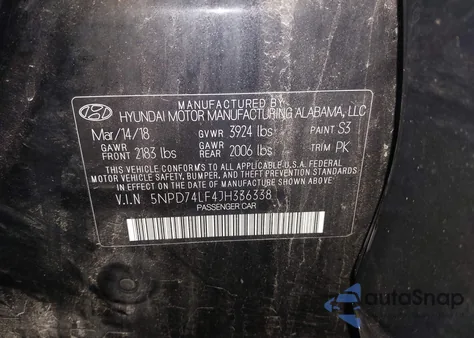 MANUFACTURED BY
HYUNDAI MOTOR MANUFACTURING ALABAMA, LLC
Mar/14/18 GVWR 3924 lbs PAINT S3
GAWR FRONT 2183 lbs GAWR REAR 2006 lbs TRIM PK
THIS VEHICLE CONFORMS TO ALL APPLICABLE U.S.A. FEDERAL
MOTOR VEHICLE SAFETY, BUMPER, AND THEFT PREVENTION
STANDARDS IN EFFECT ON THE DATE OF MANUFACTURE SHOWN ABOVE.
V.I.N 5NPD74LF4JH336338
PASSENGER CAR
autoSnap